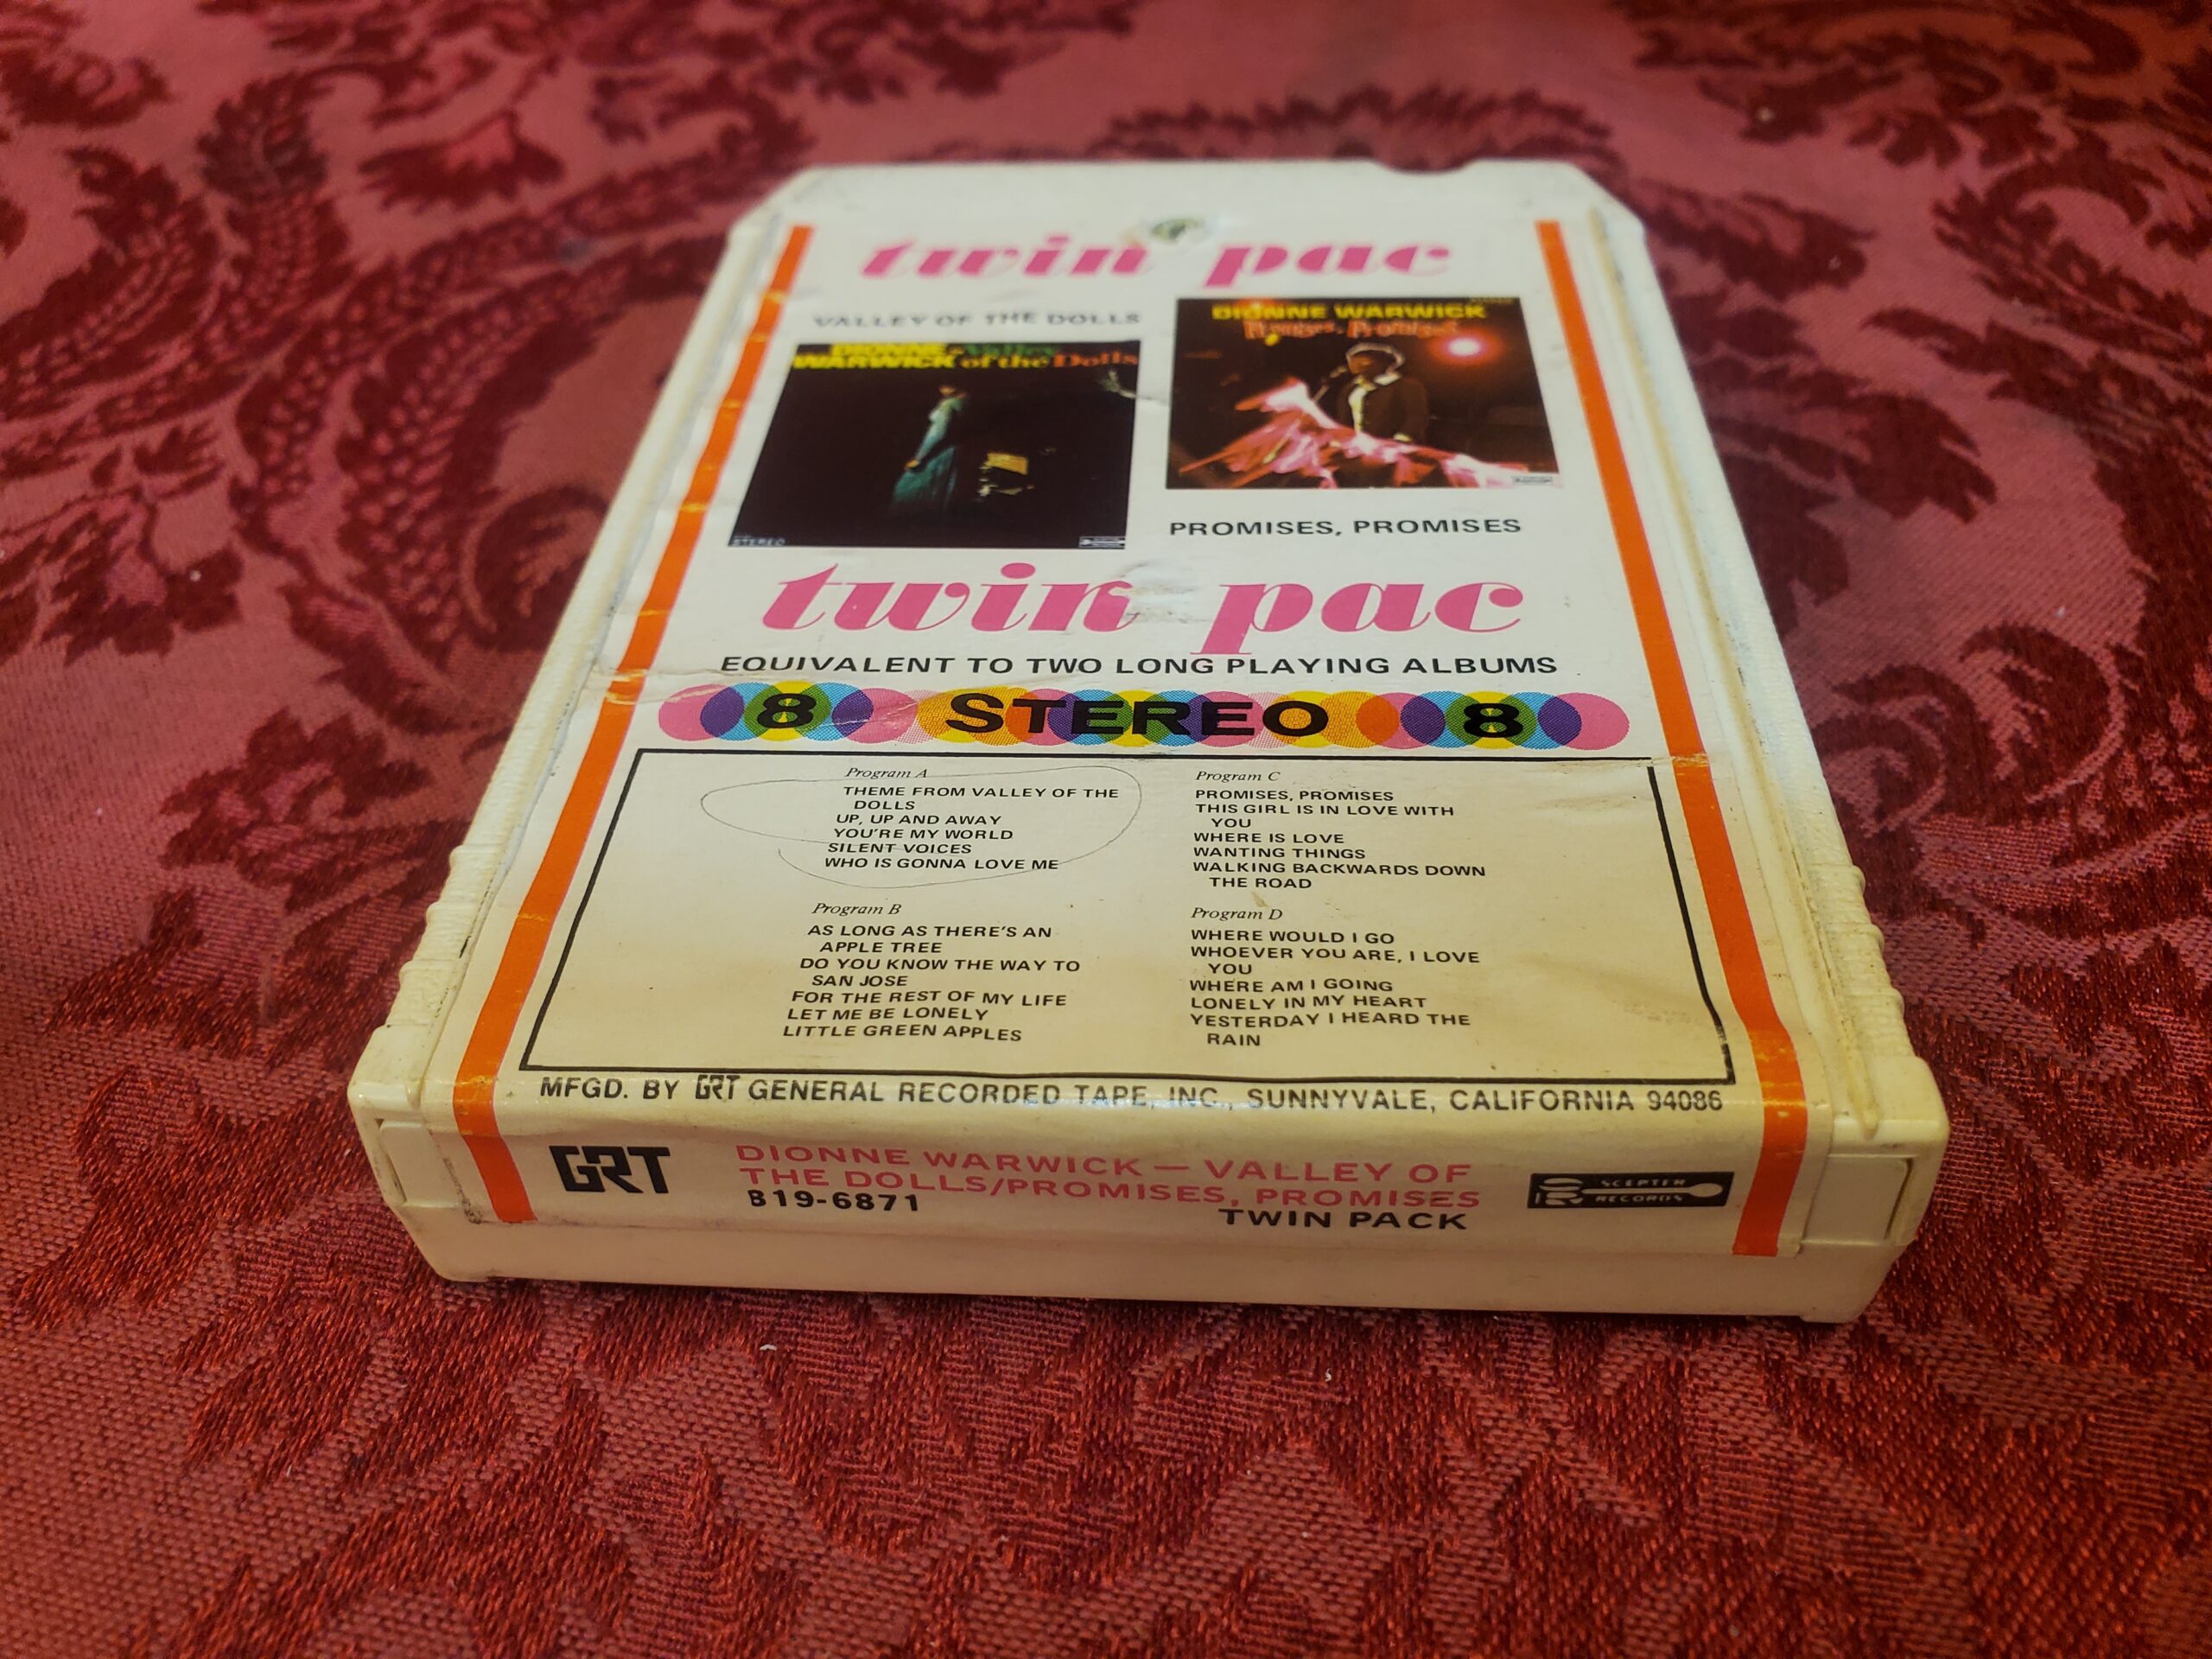 twin pac
VALLEY OF THE DOLLS
DIONNE WARWICK
Promises, Promises
DIONNE Valley
WARWICK of the Dolls
STEREO
PROMISES, PROMISES
twin pac
EQUIVALENT TO TWO LONG PLAYING ALBUMS
8 STEREO 8
Program A
THEME FROM VALLEY OF THE
DOLLS
UP, UP AND AWAY
YOU'RE MY WORLD
SILENT VOICES
WHO IS GONNA LOVE ME
Program B
AS LONG AS THERE'S AN
APPLE TREE
DO YOU KNOW THE WAY TO
SAN JOSE
FOR THE REST OF MY LIFE
LET ME BE LONELY
LITTLE GREEN APPLES
Program C
PROMISES, PROMISES
THIS GIRL IS IN LOVE WITH
YOU
WHERE IS LOVE
WANTING THINGS
WALKING BACKWARDS DOWN
THE ROAD
Program D
WHERE WOULD I GO
WHOEVER YOU ARE, I LOVE
YOU
WHERE AM I GOING
LONELY IN MY HEART
YESTERDAY I HEARD THE
RAIN
MFGD. BY GRT GENERAL RECORDED TAPE, INC., SUNNYVALE, CALIFORNIA 94086
GRT
DIONNE WARWICK — VALLEY OF
THE DOLLS/PROMISES, PROMISES
819-6871
TWIN PACK
SCEPTER
RECORDS